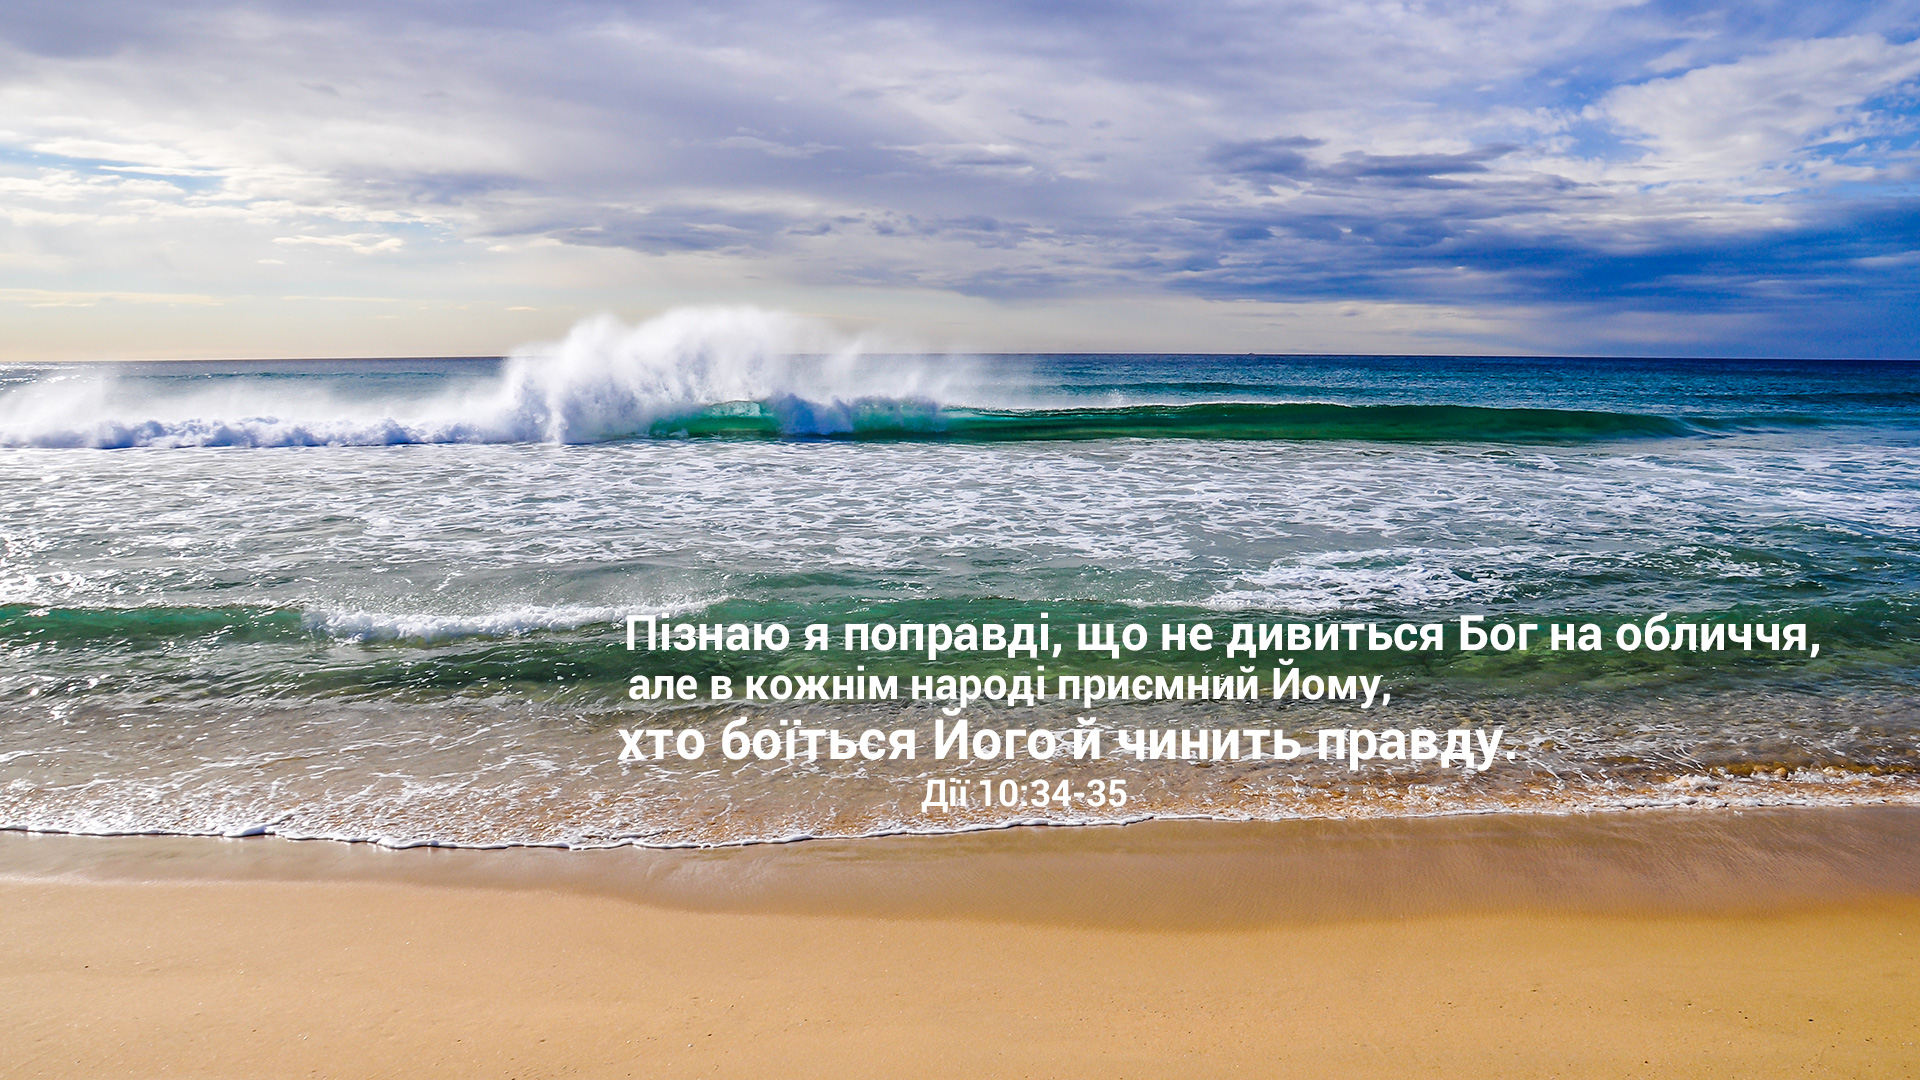 Пізнаю я поправді, що не дивиться Бог на обличчя,
але в кожнім народі приємний Йому,
хто боїться Його й чинить правду.
Дії 10:34-35